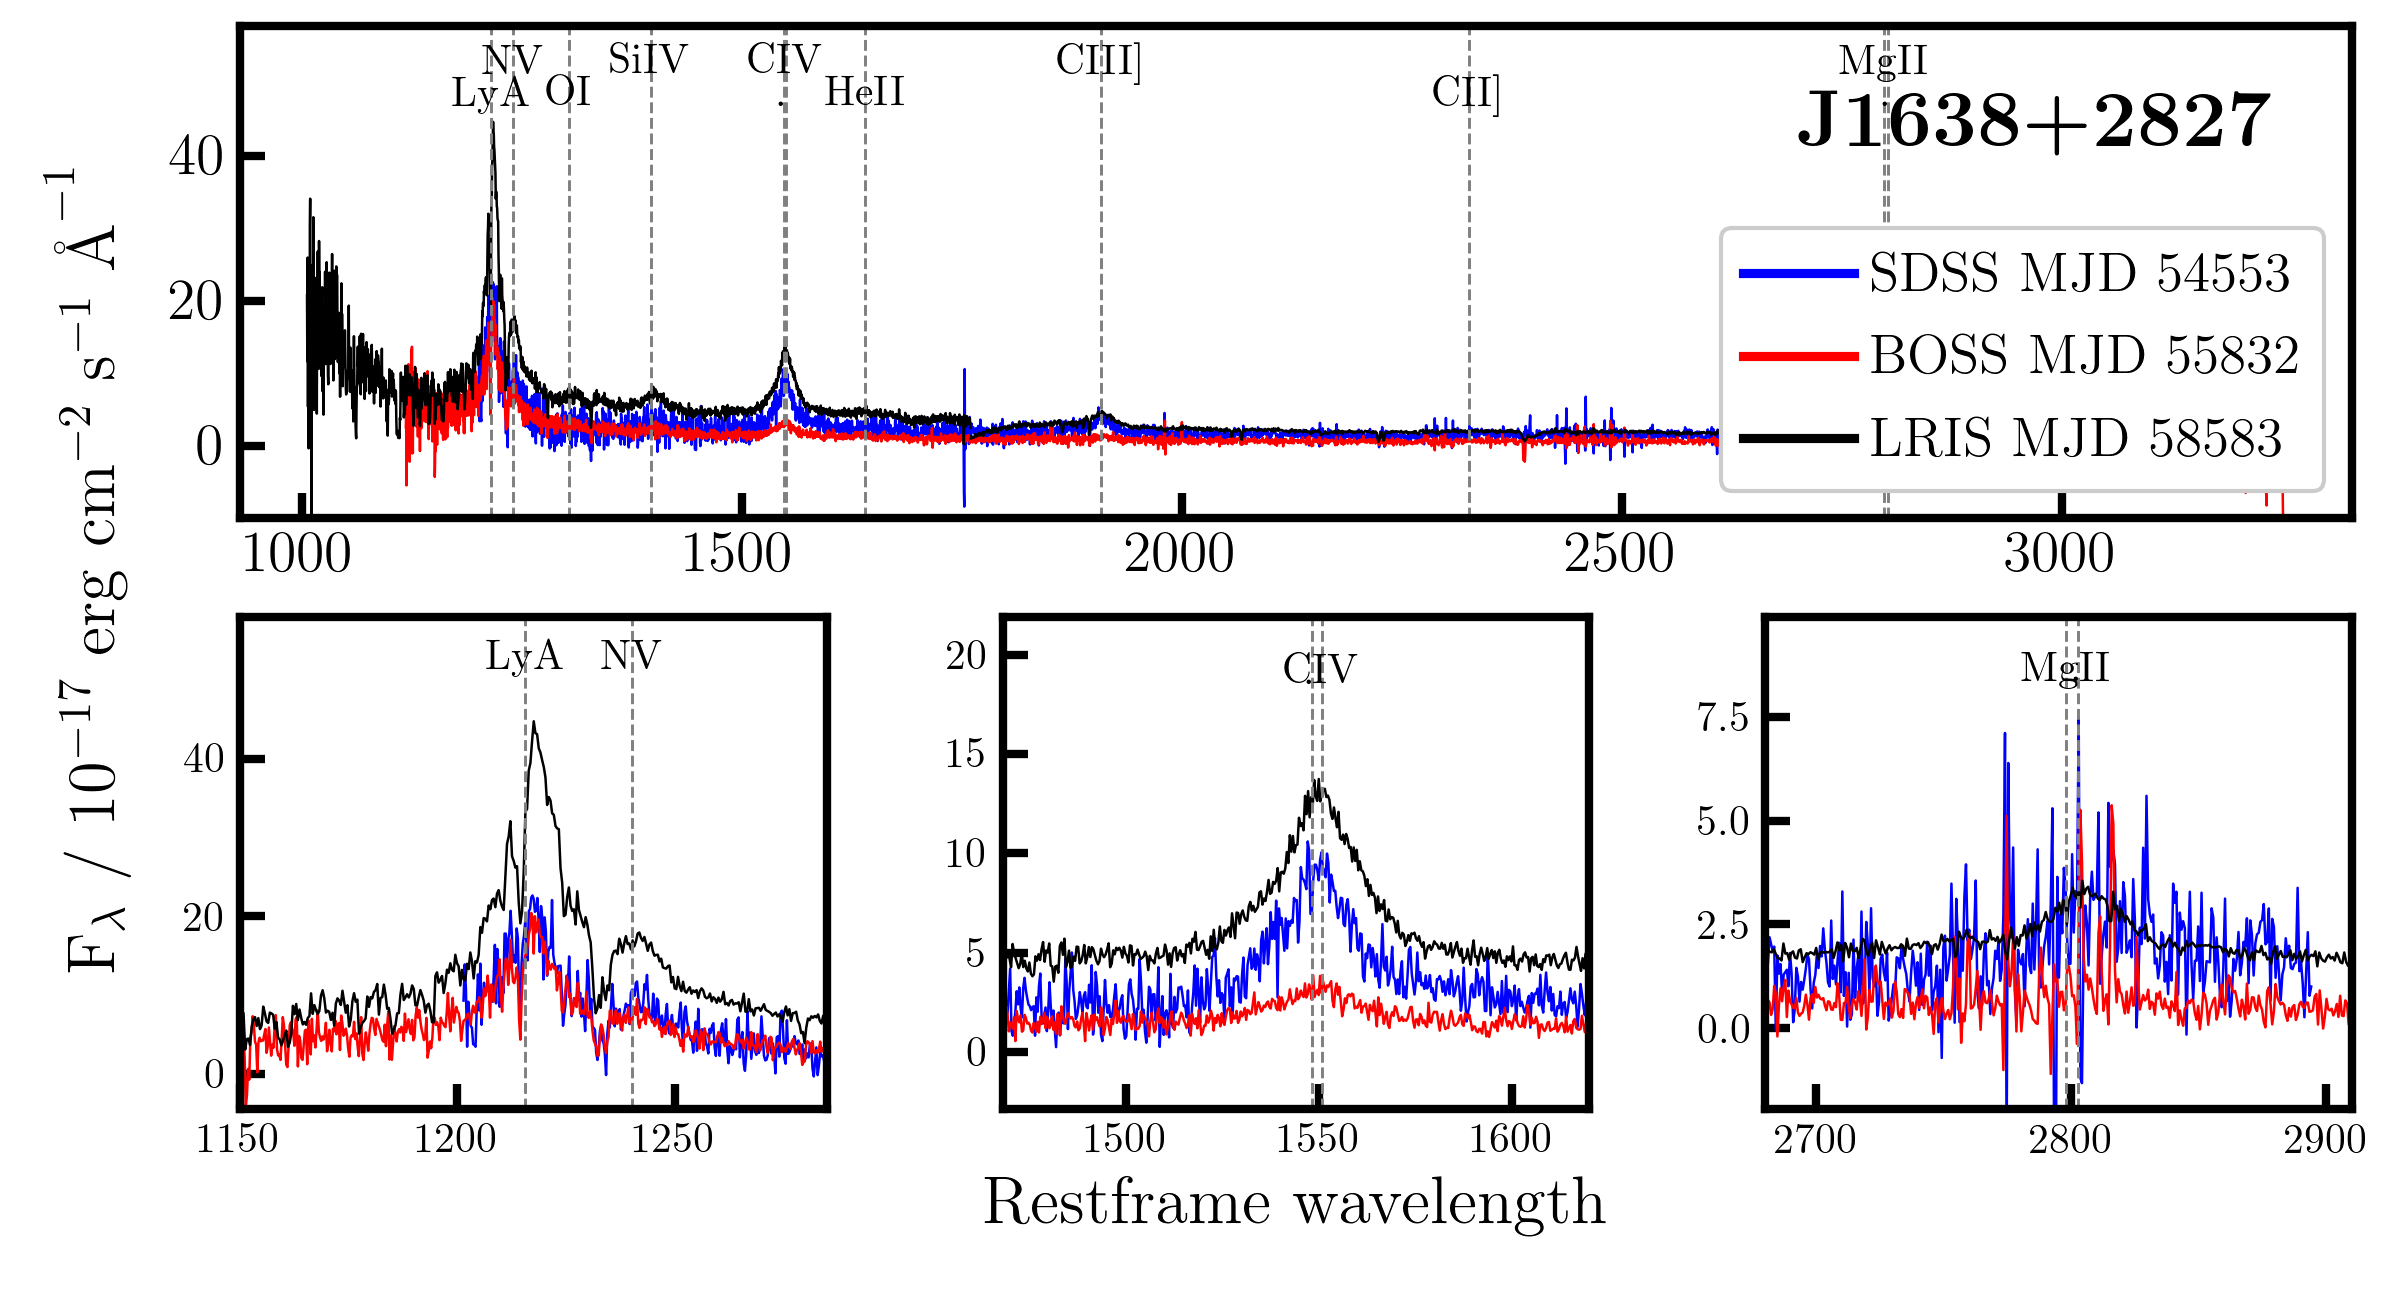 NV SiIV CIV CIII] MgII
LyA OI . HeII CII]
J1638+2827
40
20
0
SDSS MJD 54553
BOSS MJD 55832
LRIS MJD 58583
1000 1500 2000 2500 3000
F_λ / 10^−17 erg cm^−2 s^−1 Å^−1
LyA NV
40
20
0
1150 1200 1250
CIV
20
15
10
5
0
1500 1550 1600
MgII
7.5
5.0
2.5
0.0
2700 2800 2900
Restframe wavelength